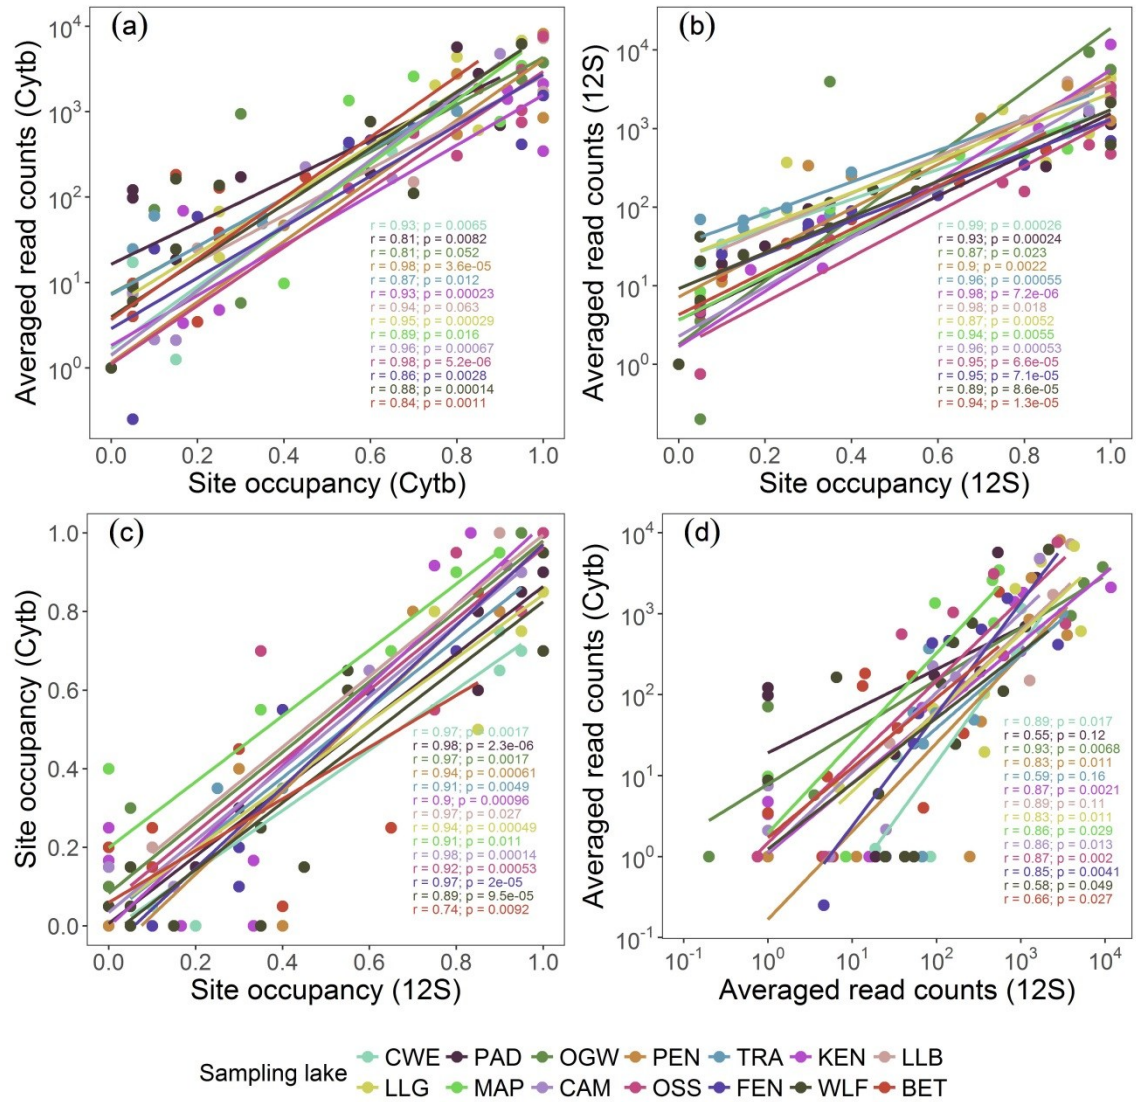 (a)
Averaged read counts (Cytb)
10⁴
10³
10²
10¹
10⁰
r = 0.93; p = 0.0065
r = 0.81; p = 0.0082
r = 0.81; p = 0.052
r = 0.98; p = 3.6e-05
r = 0.87; p = 0.012
r = 0.93; p = 0.00023
r = 0.94; p = 0.063
r = 0.95; p = 0.00029
r = 0.89; p = 0.016
r = 0.96; p = 0.00067
r = 0.98; p = 5.2e-06
r = 0.86; p = 0.0028
r = 0.88; p = 0.00014
r = 0.84; p = 0.0011
0.0 0.2 0.4 0.6 0.8 1.0
Site occupancy (Cytb)
(b)
Averaged read counts (12S)
10⁴
10³
10²
10¹
10⁰
r = 0.99; p = 0.00026
r = 0.93; p = 0.00024
r = 0.87; p = 0.023
r = 0.9; p = 0.0022
r = 0.96; p = 0.00055
r = 0.98; p = 7.2e-06
r = 0.98; p = 0.018
r = 0.87; p = 0.0052
r = 0.94; p = 0.0055
r = 0.96; p = 0.00053
r = 0.95; p = 6.6e-05
r = 0.95; p = 7.1e-05
r = 0.89; p = 8.6e-05
r = 0.94; p = 1.3e-05
0.0 0.2 0.4 0.6 0.8 1.0
Site occupancy (12S)
(c)
Site occupancy (Cytb)
1.0
0.8
0.6
0.4
0.2
0.0
r = 0.97; p = 0.0017
r = 0.98; p = 2.3e-06
r = 0.97; p = 0.0017
r = 0.94; p = 0.00061
r = 0.91; p = 0.0049
r = 0.9; p = 0.00096
r = 0.97; p = 0.027
r = 0.94; p = 0.00049
r = 0.91; p = 0.011
r = 0.98; p = 0.00014
r = 0.92; p = 0.00053
r = 0.97; p = 2e-05
r = 0.89; p = 9.5e-05
r = 0.74; p = 0.0092
0.0 0.2 0.4 0.6 0.8 1.0
Site occupancy (12S)
(d)
Averaged read counts (Cytb)
10⁴
10³
10²
10¹
10⁰
10⁻¹
r = 0.89; p = 0.017
r = 0.55; p = 0.12
r = 0.93; p = 0.0068
r = 0.83; p = 0.011
r = 0.59; p = 0.16
r = 0.87; p = 0.0021
r = 0.89; p = 0.11
r = 0.83; p = 0.011
r = 0.86; p = 0.029
r = 0.86; p = 0.013
r = 0.87; p = 0.002
r = 0.85; p = 0.0041
r = 0.58; p = 0.049
r = 0.66; p = 0.027
10⁻¹ 10⁰ 10¹ 10² 10³ 10⁴
Averaged read counts (12S)
Sampling lake
CWE PAD OGW PEN TRA KEN LLB
LLG MAP CAM OSS FEN WLF BET